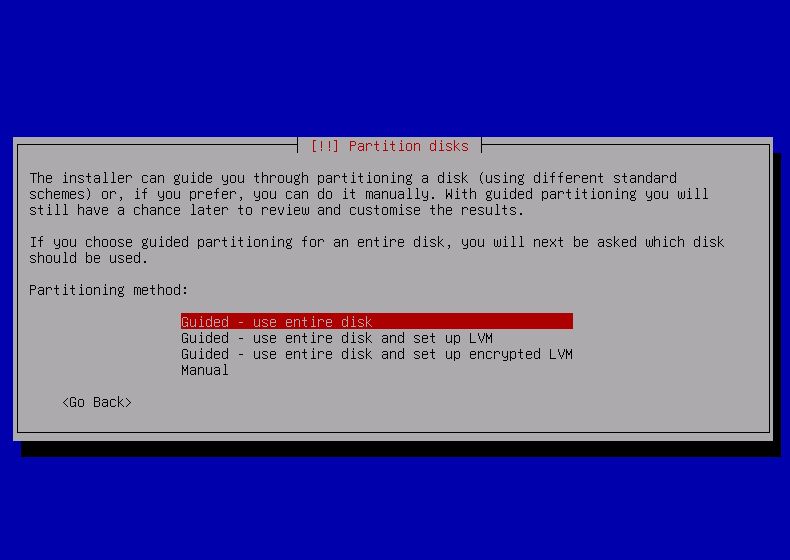 [!!] Partition disks
The installer can guide you through partitioning a disk (using different standard
schemes) or, if you prefer, you can do it manually. With guided partitioning you will
still have a chance later to review and customise the results.
If you choose guided partitioning for an entire disk, you will next be asked which disk
should be used.
Partitioning method:
Guided - use entire disk
Guided - use entire disk and set up LVM
Guided - use entire disk and set up encrypted LVM
Manual
<Go Back>